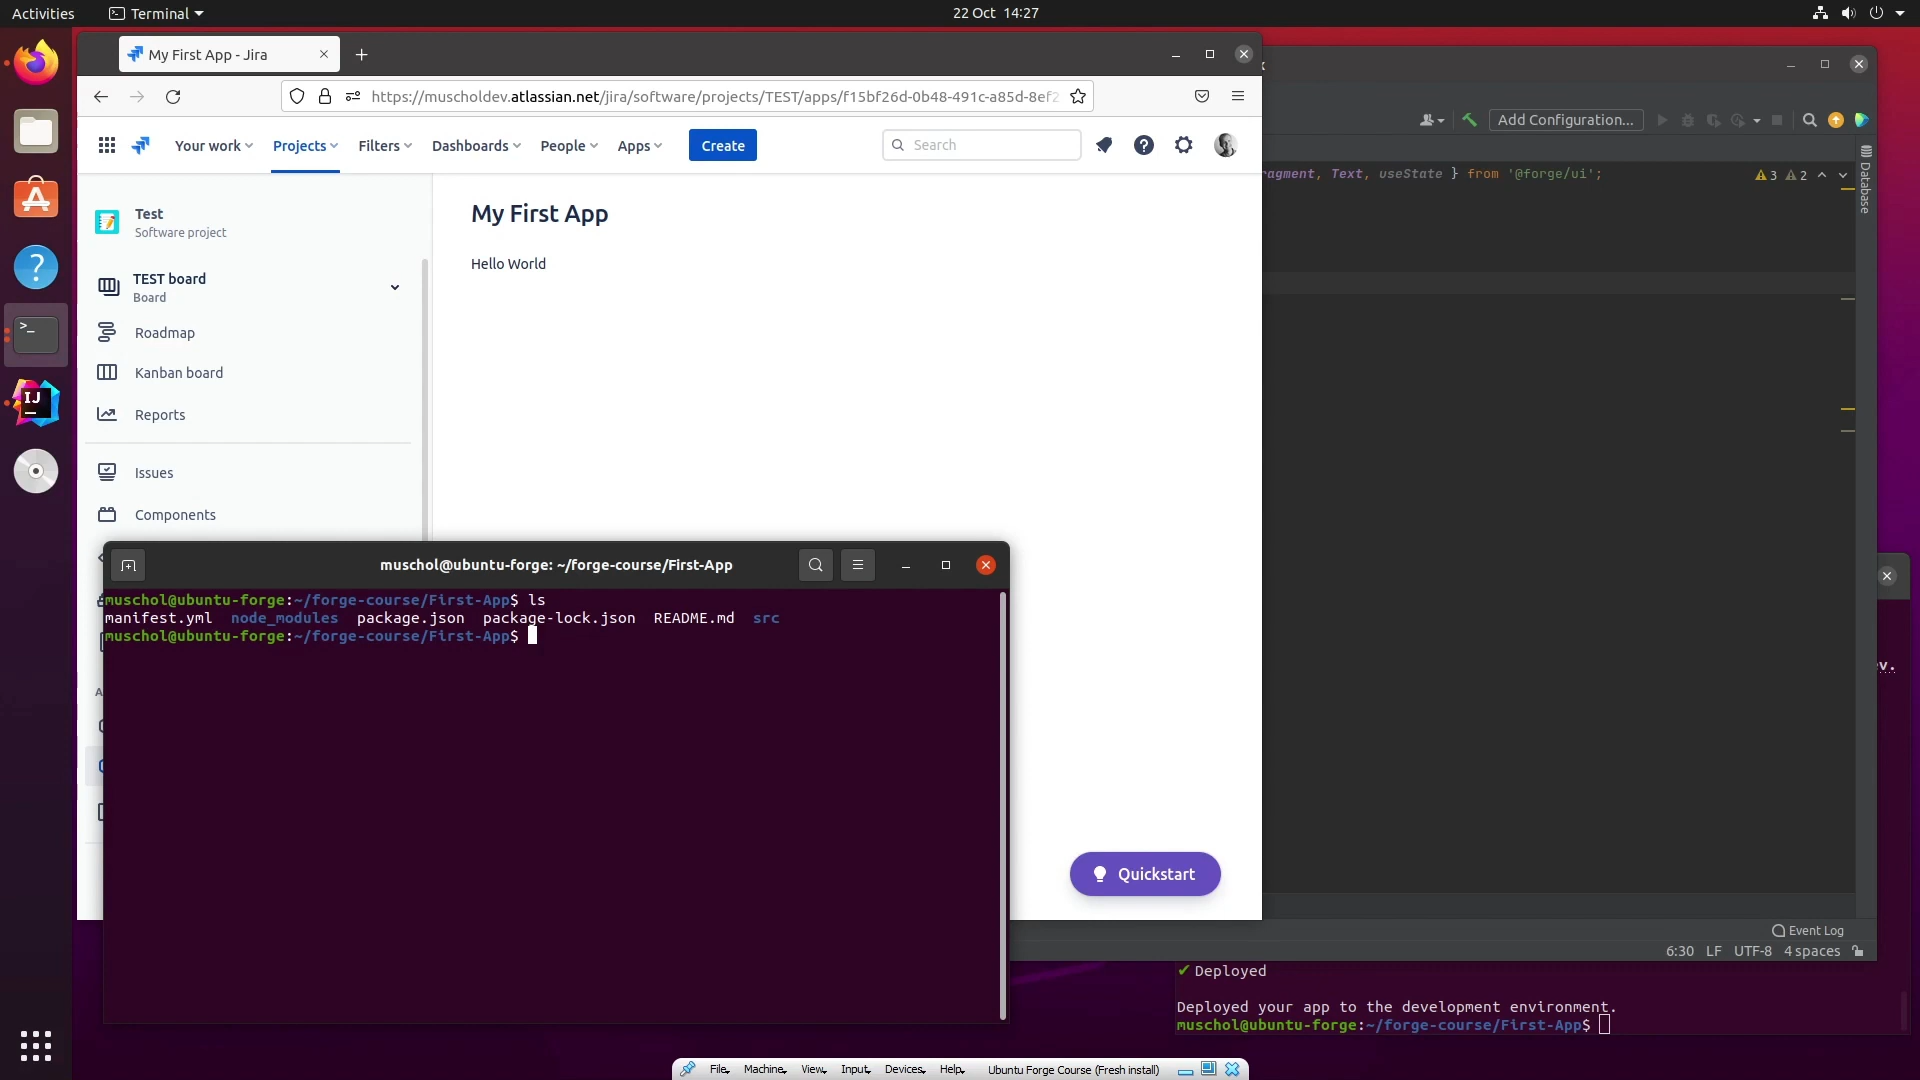 Activities
Terminal
22 Oct 14:27
My First App - Jira
https://muscholdev.atlassian.net/jira/software/projects/TEST/apps/f15bf26d-0b48-491c-a85d-8ef2
Your work
Projects
Filters
Dashboards
People
Apps
Create
Search
Test
Software project
TEST board
Board
Roadmap
Kanban board
Reports
Issues
Components
My First App
Hello World
Quickstart
Add Configuration...
ragment, Text, useState } from '@forge/ui';
3 2
Database
Event Log
6:30 LF UTF-8 4 spaces
muschol@ubuntu-forge: ~/forge-course/First-App
muschol@ubuntu-forge:~/forge-course/First-App$ ls
manifest.yml node_modules package.json package-lock.json README.md src
muschol@ubuntu-forge:~/forge-course/First-App$
v.
✔ Deployed
Deployed your app to the development environment.
muschol@ubuntu-forge:~/forge-course/First-App$
File Machine View Input Devices Help Ubuntu Forge Course (Fresh install)